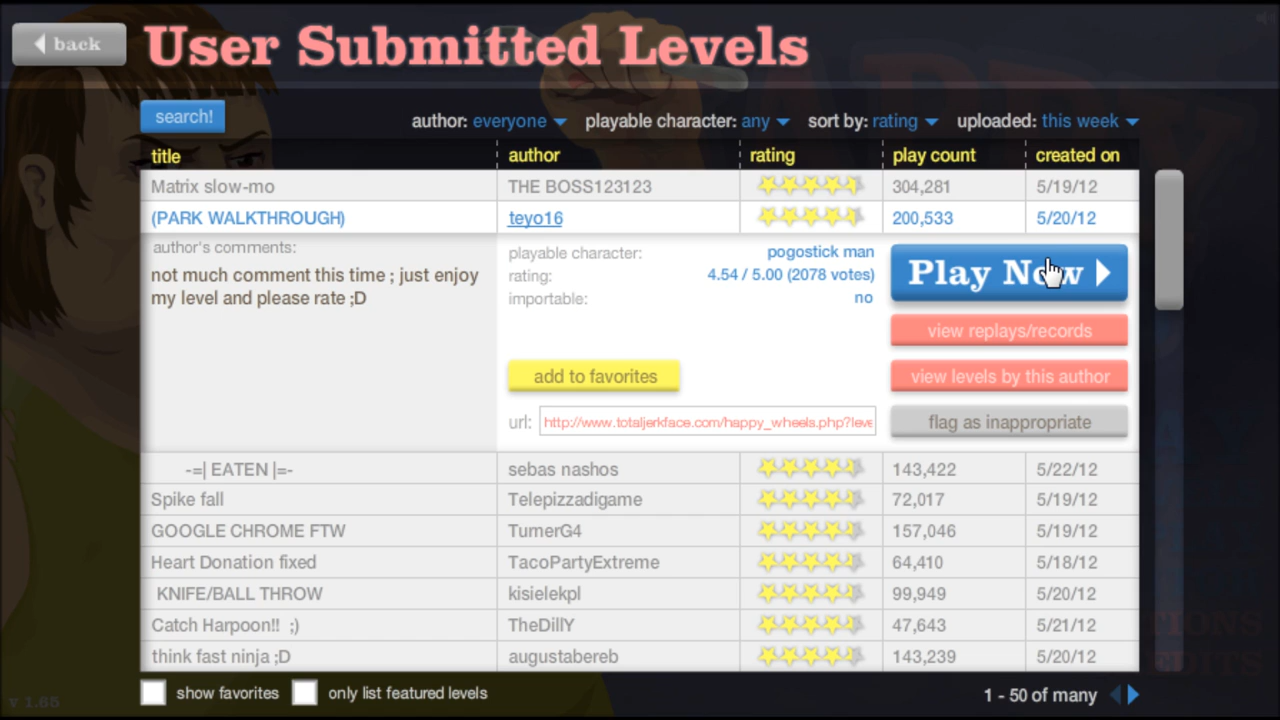 back
User Submitted Levels
search!
author: everyone playable character: any sort by: rating uploaded: this week
title author rating play count created on
Matrix slow-mo THE BOSS123123 304,281 5/19/12
(PARK WALKTHROUGH) teyo16 200,533 5/20/12
author's comments:
not much comment this time ; just enjoy
my level and please rate ;D
playable character: pogostick man
rating: 4.54 / 5.00 (2078 votes)
importable: no
add to favorites
url: http://www.totaljerkface.com/happy_wheels.php?leve
Play Now
view replays/records
view levels by this author
flag as inappropriate
-=| EATEN |=- sebas nashos 143,422 5/22/12
Spike fall Telepizzadigame 72,017 5/19/12
GOOGLE CHROME FTW TurnerG4 157,046 5/19/12
Heart Donation fixed TacoPartyExtreme 64,410 5/18/12
KNIFE/BALL THROW kisielekpl 99,949 5/20/12
Catch Harpoon!! ;) TheDillY 47,643 5/21/12
think fast ninja ;D augustabereb 143,239 5/20/12
show favorites only list featured levels 1 - 50 of many
v 1.65